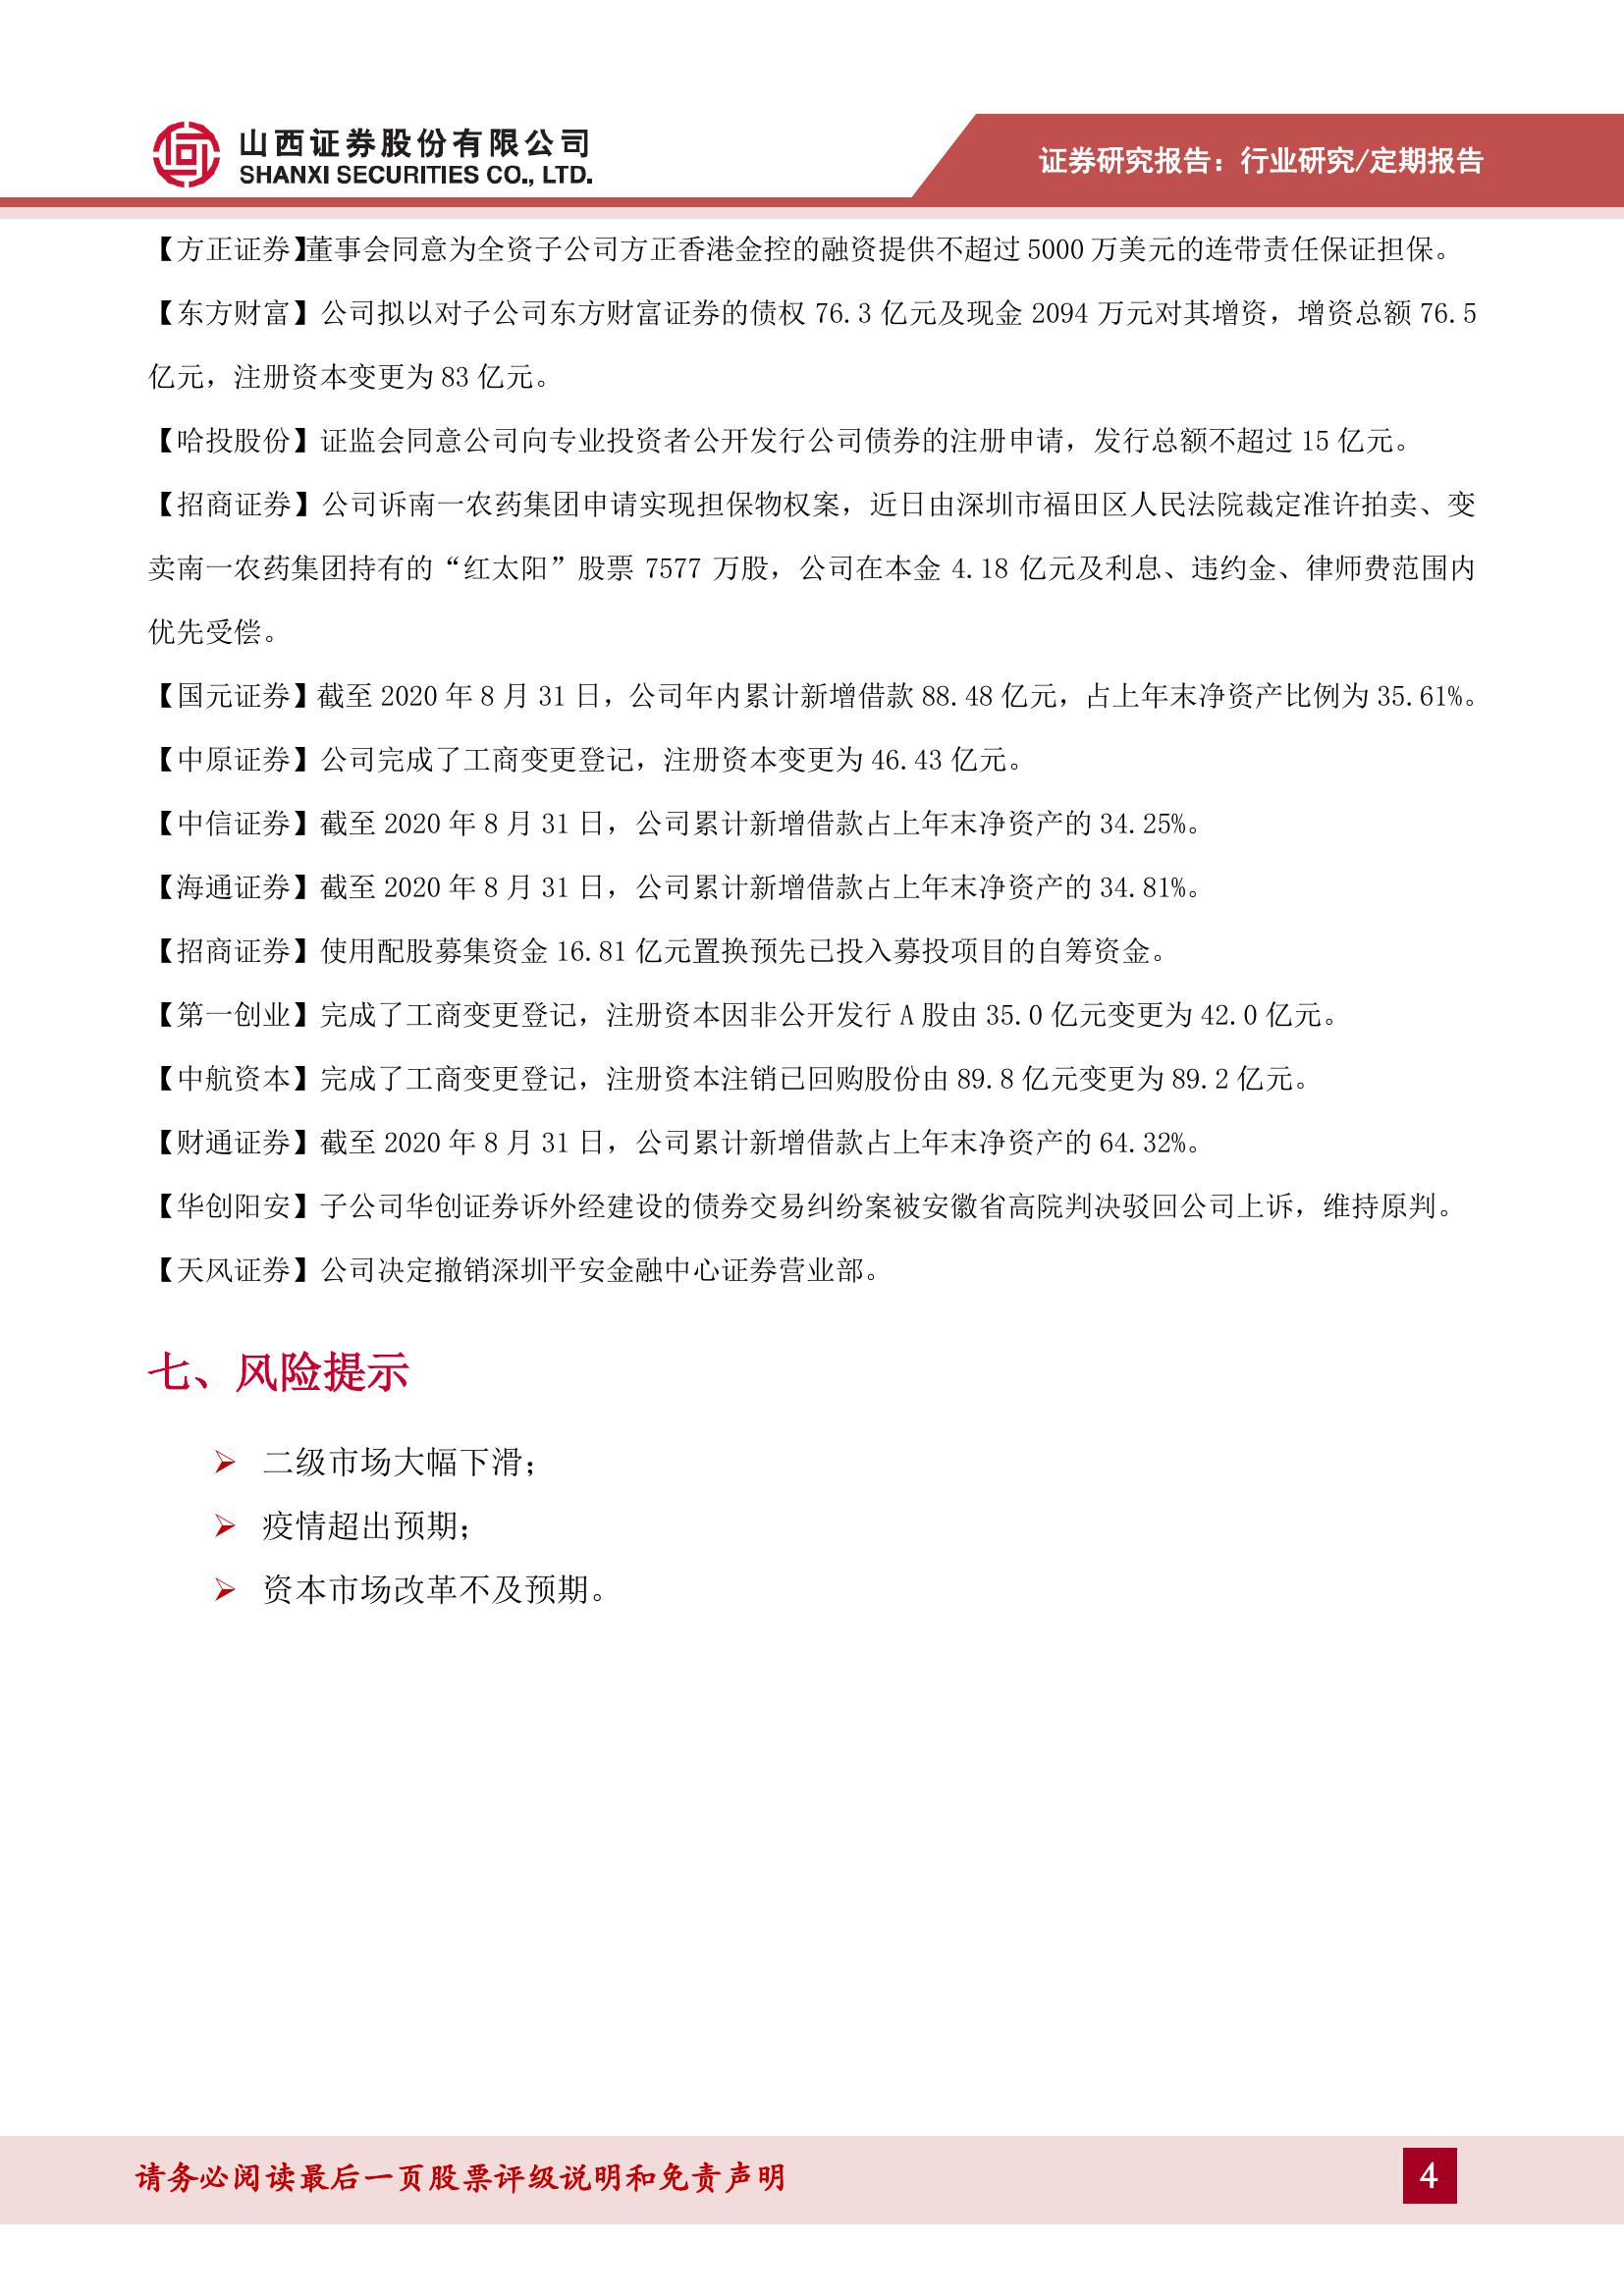 山西证券股份有限公司
SHANXI SECURITIES CO., LTD.
证券研究报告：行业研究/定期报告
【方正证券】董事会同意为全资子公司方正香港金控的融资提供不超过 5000 万美元的连带责任保证担保。
【东方财富】公司拟以对子公司东方财富证券的债权 76.3 亿元及现金 2094 万元对其增资，增资总额 76.5
亿元，注册资本变更为 83 亿元。
【哈投股份】证监会同意公司向专业投资者公开发行公司债券的注册申请，发行总额不超过 15 亿元。
【招商证券】公司诉南一农药集团申请实现担保物权案，近日由深圳市福田区人民法院裁定准许拍卖、变
卖南一农药集团持有的“红太阳”股票 7577 万股，公司在本金 4.18 亿元及利息、违约金、律师费范围内
优先受偿。
【国元证券】截至 2020 年 8 月 31 日，公司年内累计新增借款 88.48 亿元，占上年末净资产比例为 35.61%。
【中原证券】公司完成了工商变更登记，注册资本变更为 46.43 亿元。
【中信证券】截至 2020 年 8 月 31 日，公司累计新增借款占上年末净资产的 34.25%。
【海通证券】截至 2020 年 8 月 31 日，公司累计新增借款占上年末净资产的 34.81%。
【招商证券】使用配股募集资金 16.81 亿元置换预先已投入募投项目的自筹资金。
【第一创业】完成了工商变更登记，注册资本因非公开发行 A 股由 35.0 亿元变更为 42.0 亿元。
【中航资本】完成了工商变更登记，注册资本注销已回购股份由 89.8 亿元变更为 89.2 亿元。
【财通证券】截至 2020 年 8 月 31 日，公司累计新增借款占上年末净资产的 64.32%。
【华创阳安】子公司华创证券诉外经建设的债券交易纠纷案被安徽省高院判决驳回公司上诉，维持原判。
【天风证券】公司决定撤销深圳平安金融中心证券营业部。
七、风险提示
➢ 二级市场大幅下滑；
➢ 疫情超出预期；
➢ 资本市场改革不及预期。
请务必阅读最后一页股票评级说明和免责声明
4